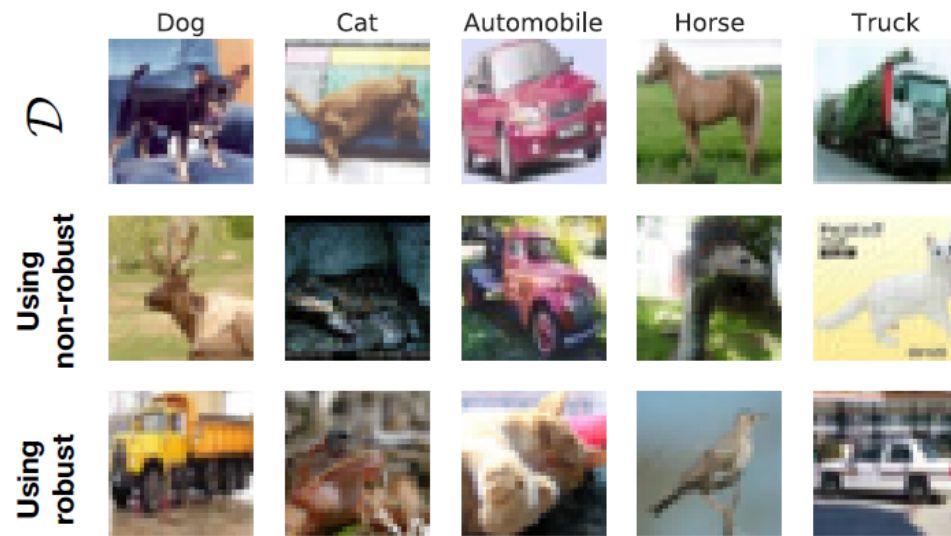 Dog Cat Automobile Horse Truck
𝒟
Using
non-robust
Using
robust